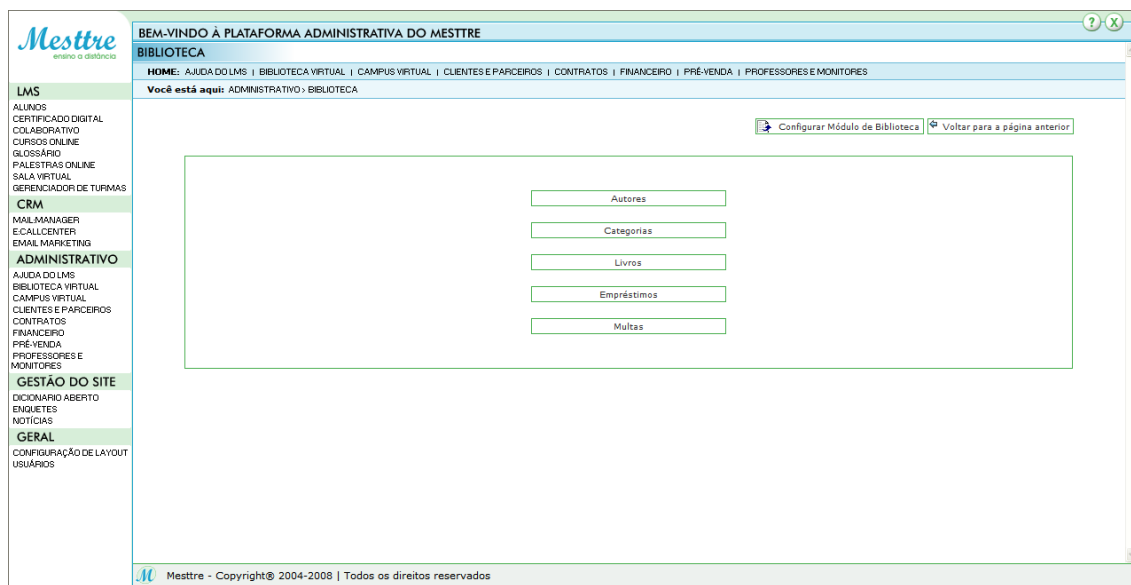 Mesttre
ensino a distância
BEM-VINDO À PLATAFORMA ADMINISTRATIVA DO MESTTRE
? X
BIBLIOTECA
HOME: AJUDA DO LMS | BIBLIOTECA VIRTUAL | CAMPUS VIRTUAL | CLIENTES E PARCEIROS | CONTRATOS | FINANCEIRO | PRÉ-VENDA | PROFESSORES E MONITORES
Você está aqui: ADMINISTRATIVO > BIBLIOTECA
LMS
ALUNOS
CERTIFICADO DIGITAL
COLABORATIVO
CURSOS ONLINE
GLOSSÁRIO
PALESTRAS ONLINE
SALA VIRTUAL
GERENCIADOR DE TURMAS
CRM
MAIL.MANAGER
E.CALLCENTER
EMAIL MARKETING
ADMINISTRATIVO
AJUDA DO LMS
BIBLIOTECA VIRTUAL
CAMPUS VIRTUAL
CLIENTES E PARCEIROS
CONTRATOS
FINANCEIRO
PRÉ-VENDA
PROFESSORES E
MONITORES
GESTÃO DO SITE
DICIONARIO ABERTO
ENQUETES
NOTÍCIAS
GERAL
CONFIGURAÇÃO DE LAYOUT
USUÁRIOS
Configurar Módulo de Biblioteca
Voltar para a página anterior
Autores
Categorias
Livros
Empréstimos
Multas
M Mesttre - Copyright® 2004-2008 | Todos os direitos reservados